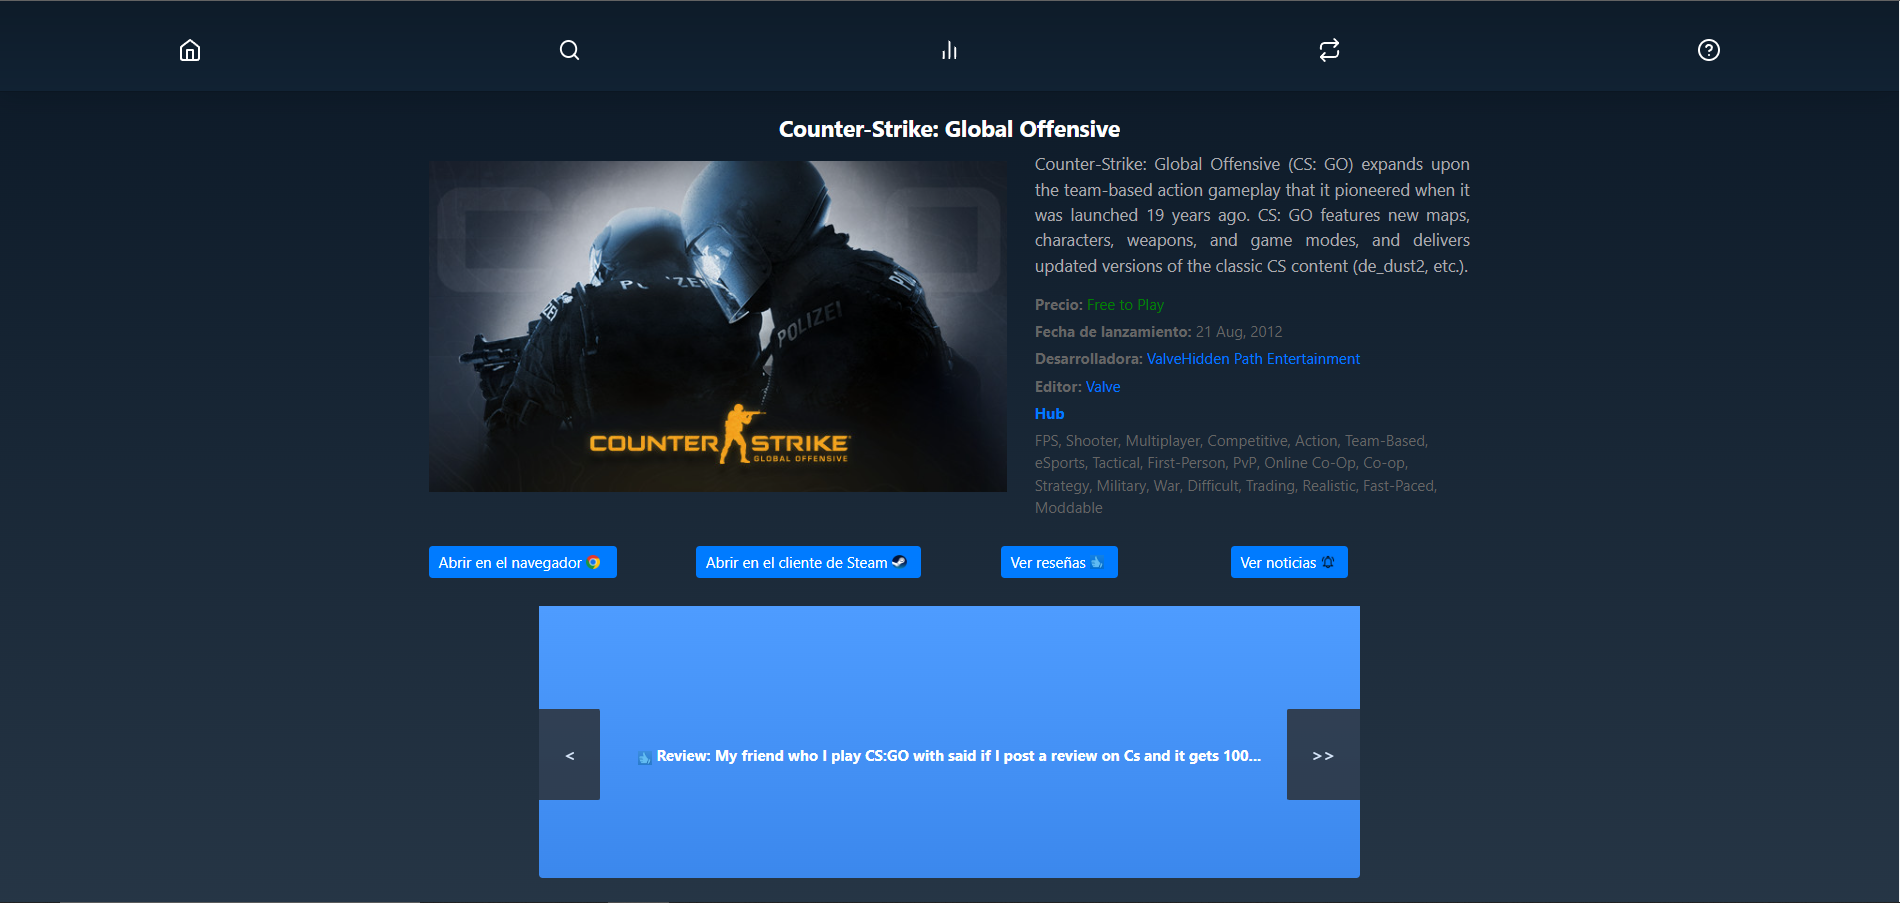 Counter-Strike: Global Offensive
POLIZEI
POLIZEI
COUNTER STRIKE
GLOBAL OFFENSIVE
Counter-Strike: Global Offensive (CS: GO) expands upon
the team-based action gameplay that it pioneered when it
was launched 19 years ago. CS: GO features new maps,
characters, weapons, and game modes, and delivers
updated versions of the classic CS content (de_dust2, etc.).
Precio: Free to Play
Fecha de lanzamiento: 21 Aug, 2012
Desarrolladora: ValveHidden Path Entertainment
Editor: Valve
Hub
FPS, Shooter, Multiplayer, Competitive, Action, Team-Based,
eSports, Tactical, First-Person, PvP, Online Co-Op, Co-op,
Strategy, Military, War, Difficult, Trading, Realistic, Fast-Paced,
Moddable
Abrir en el navegador
Abrir en el cliente de Steam
Ver reseñas
Ver noticias
<
Review: My friend who I play CS:GO with said if I post a review on Cs and it gets 100...
>>